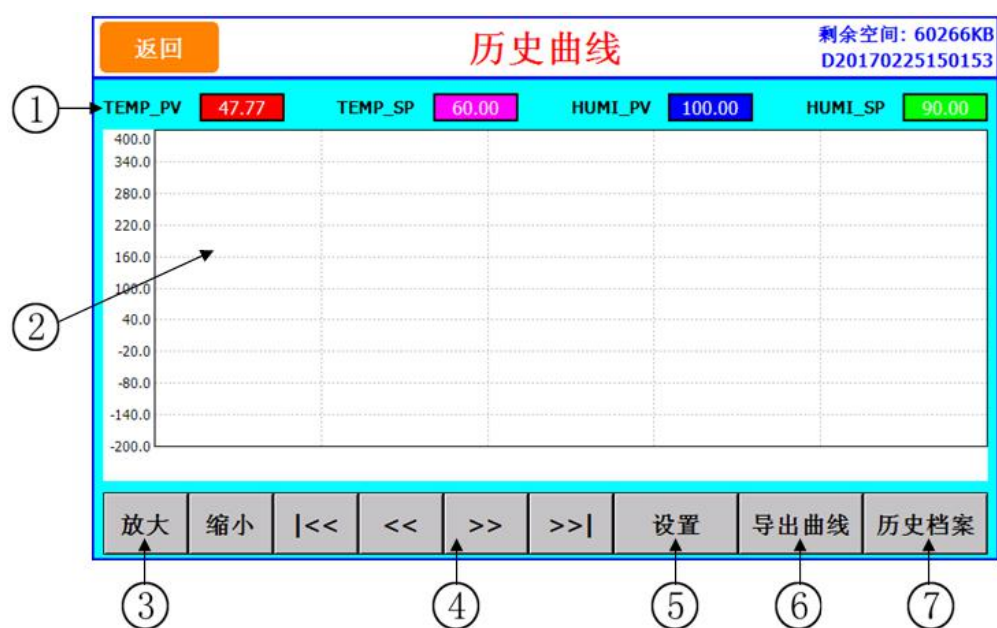 返回
历史曲线
剩余空间: 60266KB
D20170225150153
① TEMP_PV 47.77 TEMP_SP 60.00 HUMI_PV 100.00 HUMI_SP 90.00
400.0
340.0
280.0
220.0
160.0
100.0
②
40.0
-20.0
-80.0
-140.0
-200.0
放大 缩小 |<< << >> >>| 设置 导出曲线 历史档案
③ ④ ⑤ ⑥ ⑦